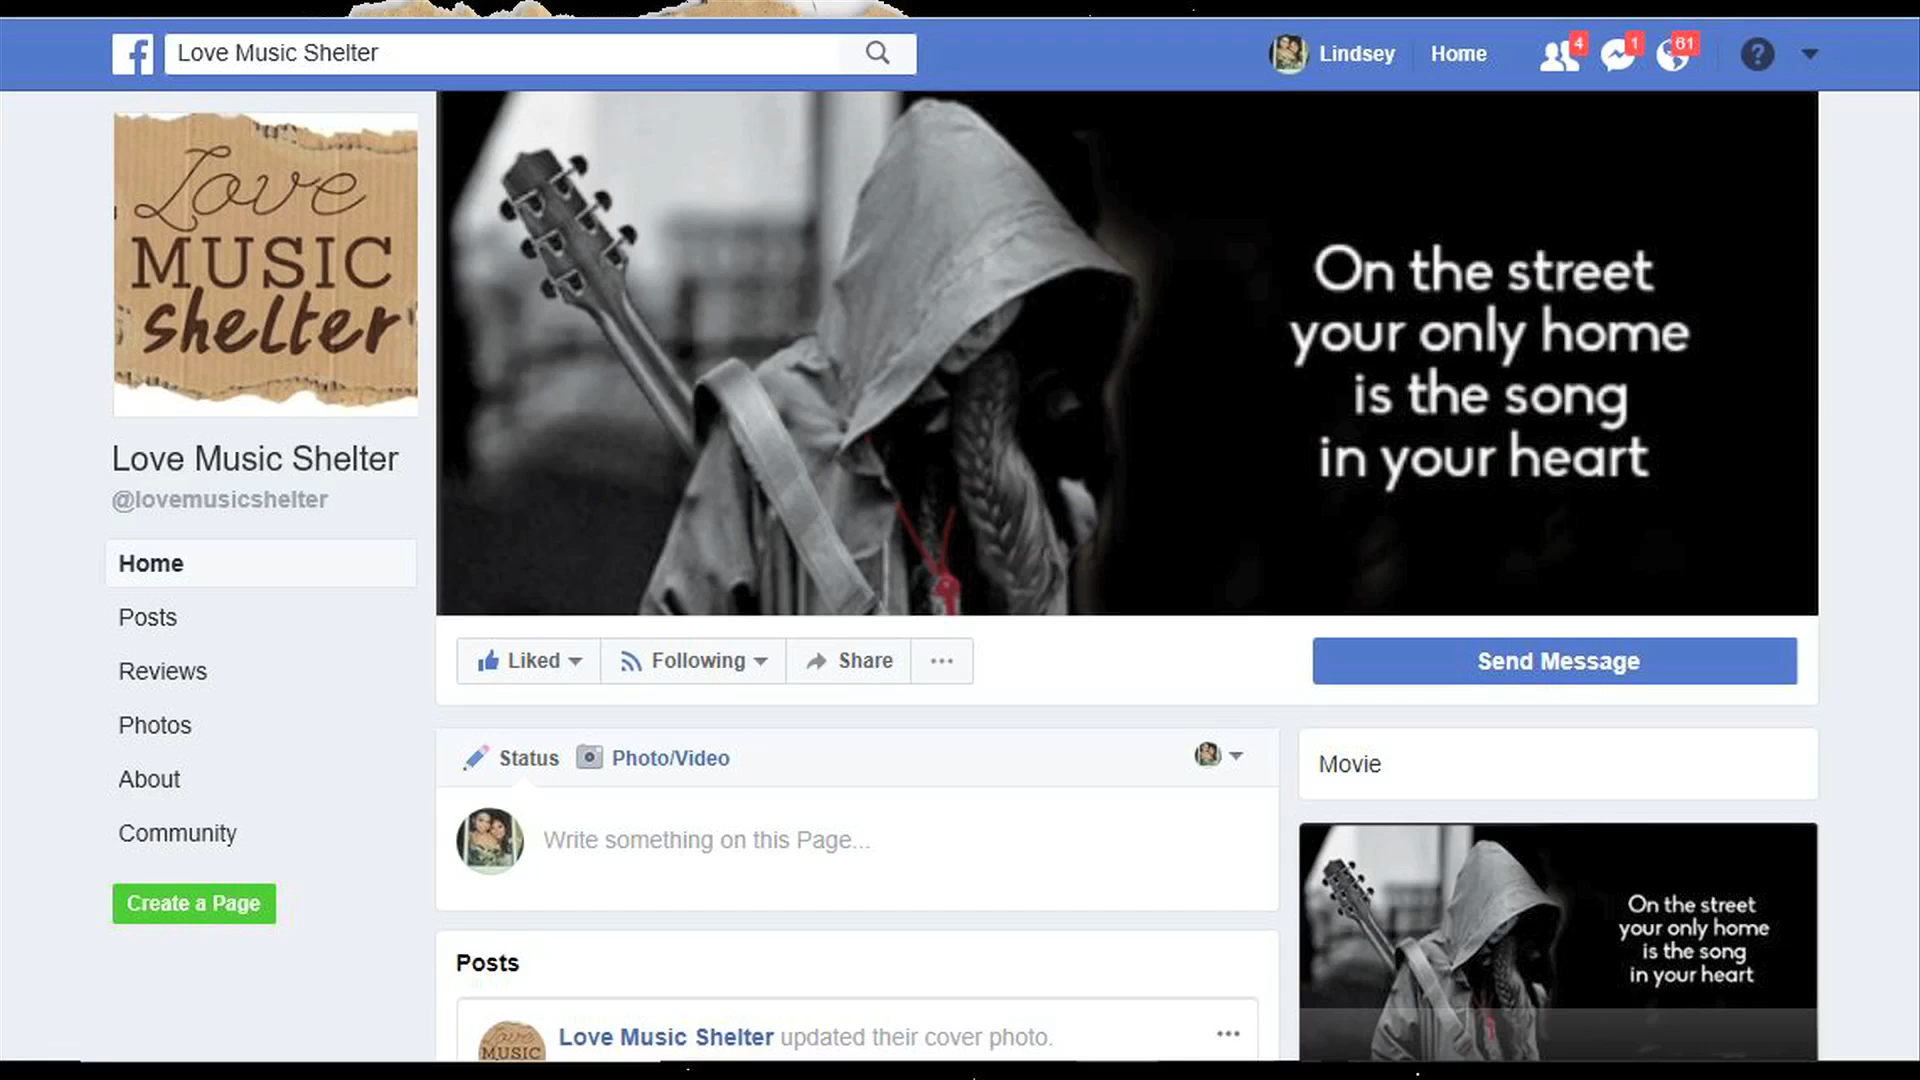 Love Music Shelter
Lindsey
Home
4
1
61
?
Love
MUSIC
shelter
On the street
your only home
is the song
in your heart
Love Music Shelter
@lovemusicshelter
Home
Posts
Reviews
Photos
About
Community
Create a Page
Liked
Following
Share
Send Message
Status
Photo/Video
Write something on this Page...
Movie
On the street
your only home
is the song
in your heart
Posts
Love
MUSIC
Love Music Shelter updated their cover photo.